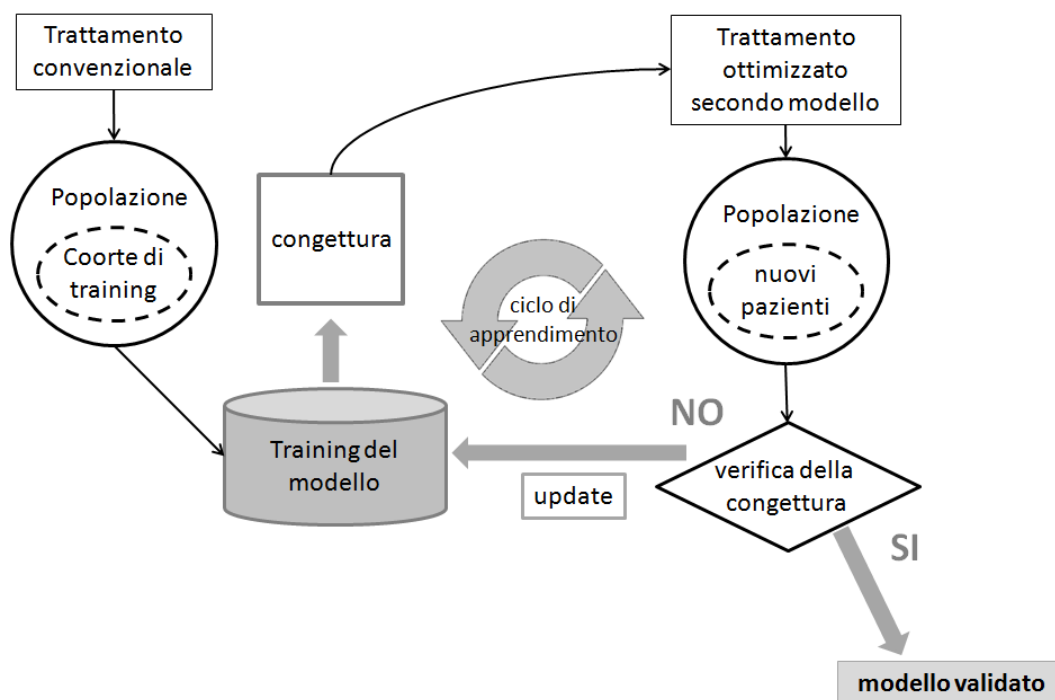 Trattamento
convenzionale
Popolazione
Coorte di
training
Training del
modello
congettura
ciclo di
apprendimento
Trattamento
ottimizzato
secondo modello
Popolazione
nuovi
pazienti
verifica della
congettura
NO
update
SI
modello validato